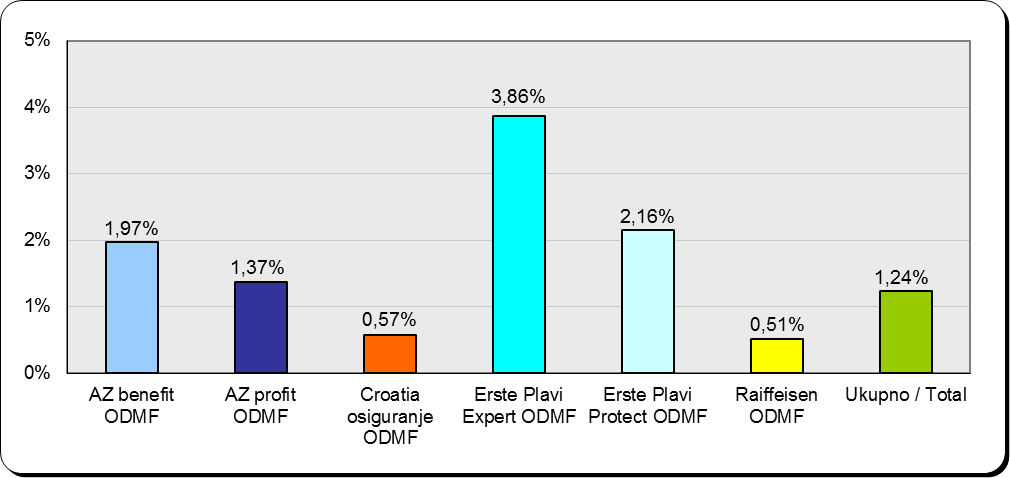 5%
4%
3%
2%
1%
0%
1,97%
1,37%
0,57%
3,86%
2,16%
0,51%
1,24%
AZ benefit
ODMF
AZ profit
ODMF
Croatia
osiguranje
ODMF
Erste Plavi
Expert ODMF
Erste Plavi
Protect ODMF
Raiffeisen
ODMF
Ukupno / Total